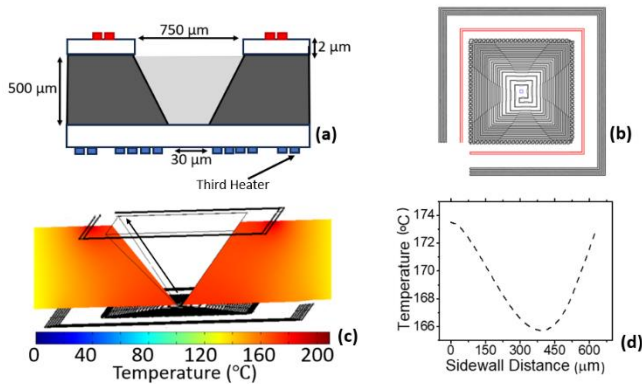 750 µm
2 µm
500 µm
30 µm
(a)
Third Heater
(b)
(c)
0 40 80 120 160 200
Temperature (°C)
174
172
170
168
166
0 150 300 450 600
Temperature (°C)
Sidewall Distance (µm)
(d)